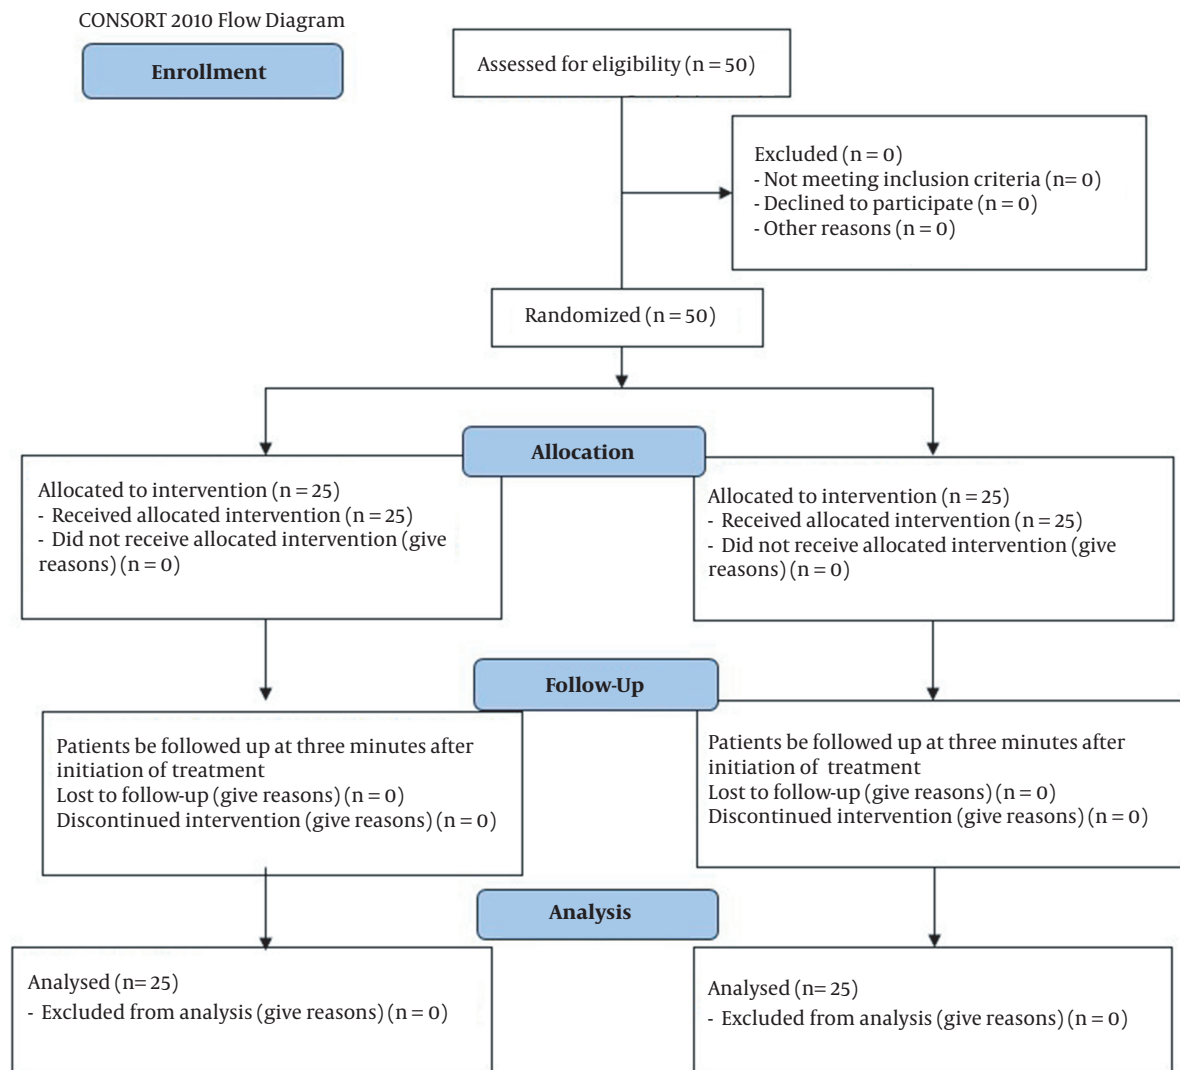 CONSORT 2010 Flow Diagram
Enrollment
Assessed for eligibility (n = 50)
Excluded (n = 0)
- Not meeting inclusion criteria (n= 0)
- Declined to participate (n = 0)
- Other reasons (n = 0)
Randomized (n = 50)
Allocation
Allocated to intervention (n = 25)
- Received allocated intervention (n = 25)
- Did not receive allocated intervention (give
reasons) (n = 0)
Allocated to intervention (n = 25)
- Received allocated intervention (n = 25)
- Did not receive allocated intervention (give
reasons) (n = 0)
Follow-Up
Patients be followed up at three minutes after
initiation of treatment
Lost to follow-up (give reasons) (n = 0)
Discontinued intervention (give reasons) (n = 0)
Patients be followed up at three minutes after
initiation of treatment
Lost to follow-up (give reasons) (n = 0)
Discontinued intervention (give reasons) (n = 0)
Analysis
Analysed (n= 25)
- Excluded from analysis (give reasons) (n = 0)
Analysed (n= 25)
- Excluded from analysis (give reasons) (n = 0)